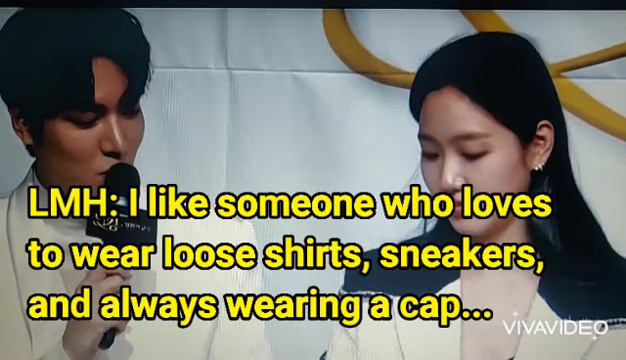 LMH: I like someone who loves
to wear loose shirts, sneakers,
and always wearing a cap...
VIVAVIDEO